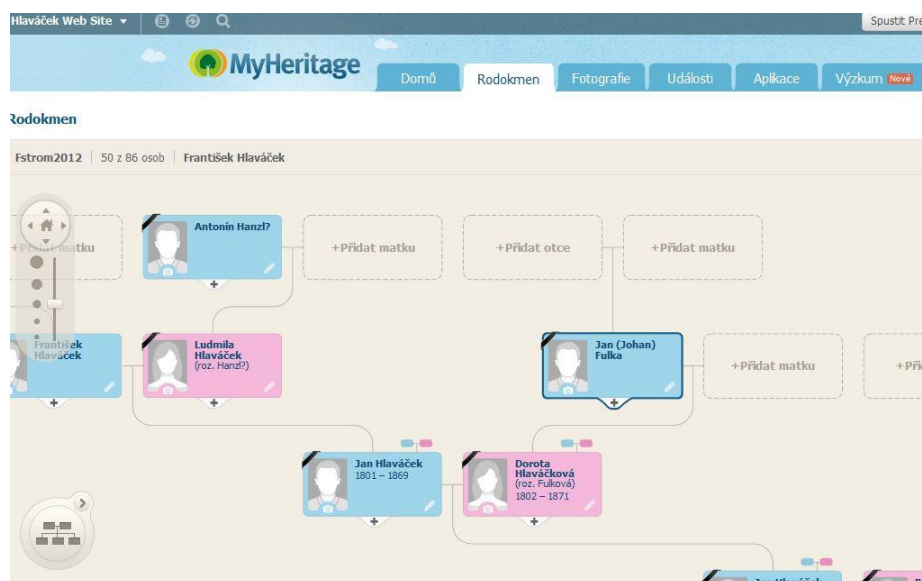 Hlaváček Web Site
Spustit Pre
MyHeritage
Domů
Rodokmen
Fotografie
Události
Aplikace
Výzkum Nové
Rodokmen
Fstrom2012 | 50 z 86 osob | František Hlaváček
matku
Antonín Hanzl?
+Přidat matku
+Přidat otce
+Přidat matku
František
Hlaváček
Ludmila
Hlaváček
(roz. Hanzl?)
Jan (Johan)
Fulka
+Přidat matku
Jan Hlaváček
1801 – 1869
Dorota
Hlaváčková
(roz. Fulková)
1802 – 1871